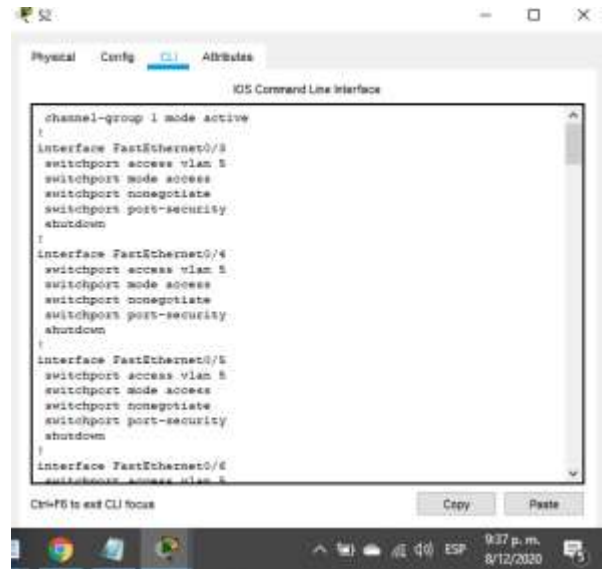 S2
Physical Config CLI Attributes
IOS Command Line Interface
channel-group 1 mode active
!
interface FastEthernet0/3
switchport access vlan 5
switchport mode access
switchport nonegotiate
switchport port-security
shutdown
!
interface FastEthernet0/4
switchport access vlan 5
switchport mode access
switchport nonegotiate
switchport port-security
shutdown
!
interface FastEthernet0/5
switchport access vlan 5
switchport mode access
switchport nonegotiate
switchport port-security
shutdown
!
interface FastEthernet0/6
switchport access vlan 5
Ctrl+F6 to exit CLI focus
Copy Paste
ESP
9:37 p. m.
8/12/2020